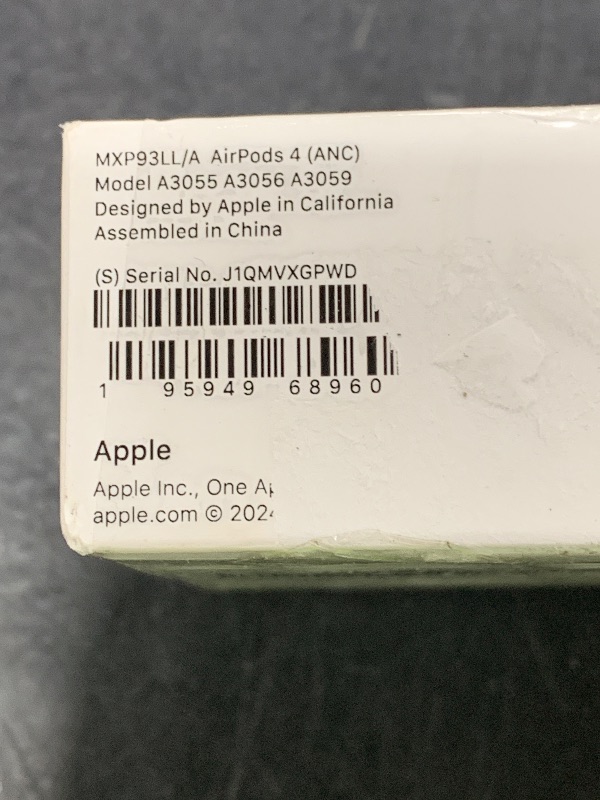 MXP93LL/A AirPods 4 (ANC)
Model A3055 A3056 A3059
Designed by Apple in California
Assembled in China
(S) Serial No. J1QMVXGPWD
1 95949 68960
Apple
Apple Inc., One
apple.com ©